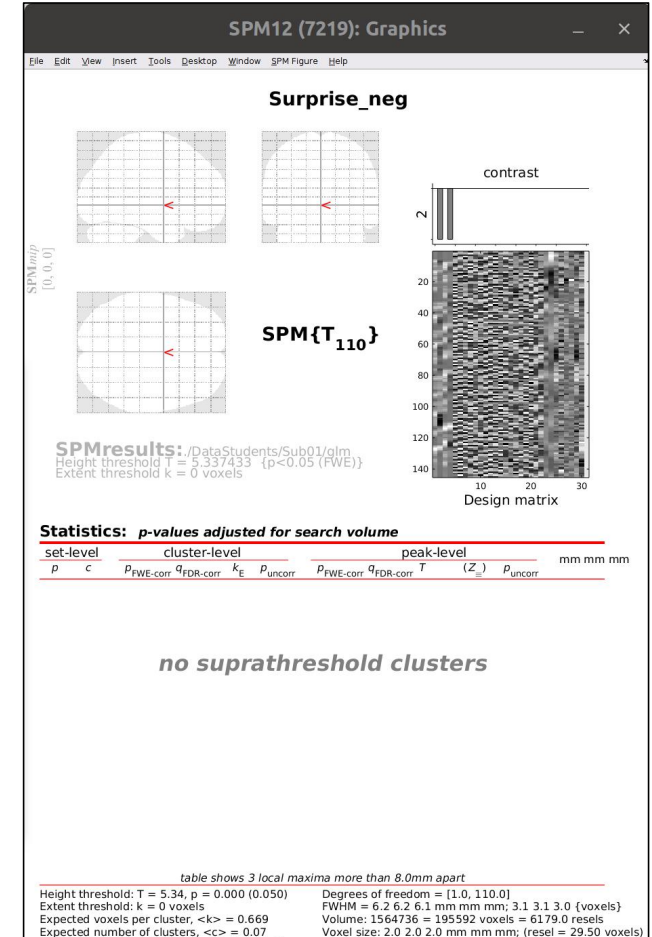 SPM12 (7219): Graphics
File Edit View Insert Tools Desktop Window SPM Figure Help
Surprise_neg
contrast
2
SPMmip
[0, 0, 0]
<
<
<
SPM{T110}
20
40
60
80
100
120
140
10 20 30
Design matrix
SPMresults: ./DataStudents/Sub01/glm
Height threshold T = 5.337433 {p<0.05 (FWE)}
Extent threshold k = 0 voxels
Statistics: p-values adjusted for search volume
set-level cluster-level peak-level mm mm mm
p c pFWE-corr qFDR-corr kE puncorr pFWE-corr qFDR-corr T (Z≡) puncorr
no suprathreshold clusters
table shows 3 local maxima more than 8.0mm apart
Height threshold: T = 5.34, p = 0.000 (0.050)
Extent threshold: k = 0 voxels
Expected voxels per cluster, <k> = 0.669
Expected number of clusters, <c> = 0.07
Degrees of freedom = [1.0, 110.0]
FWHM = 6.2 6.2 6.1 mm mm mm; 3.1 3.1 3.0 {voxels}
Volume: 1564736 = 195592 voxels = 6179.0 resels
Voxel size: 2.0 2.0 2.0 mm mm mm; (resel = 29.50 voxels)